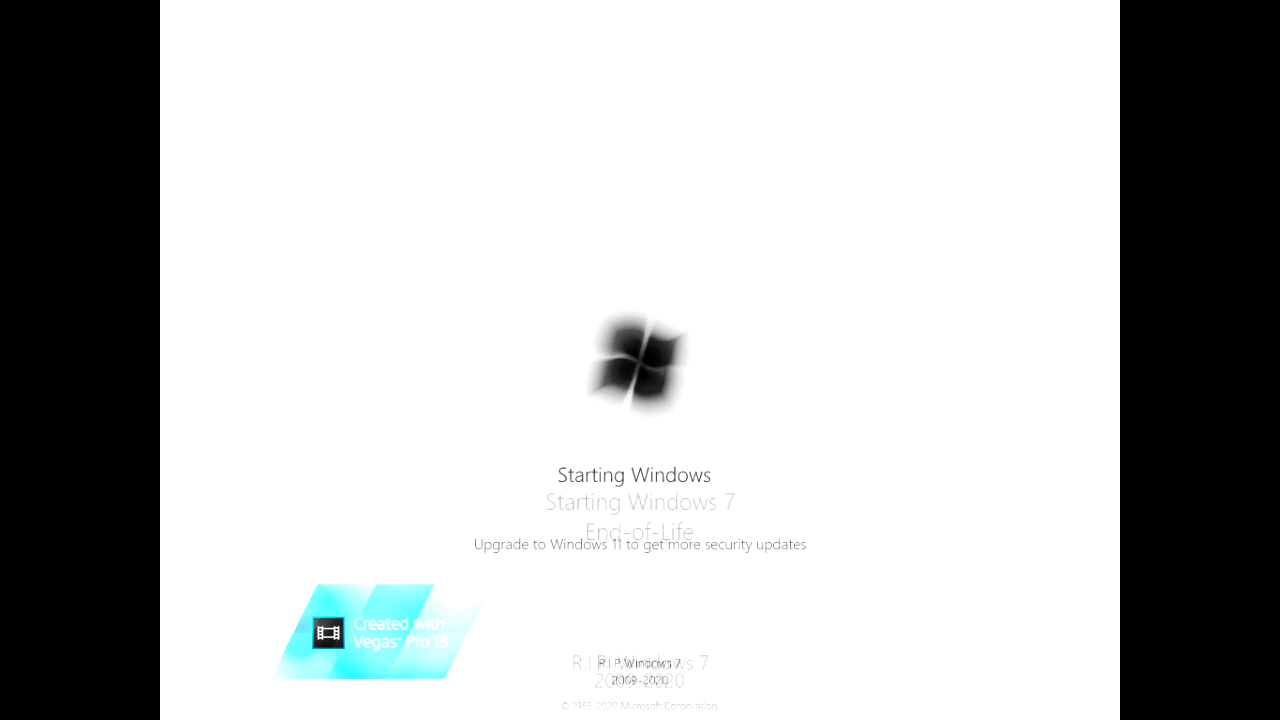 Starting Windows
Starting Windows 7
End-of-Life
Upgrade to Windows 11 to get more security updates
Created with
Vegas® Pro 13
R.I.P. Windows 7
R.I.P. Windows 7
2009-2020
2009-2020
© 1985-2020 Microsoft Corporation